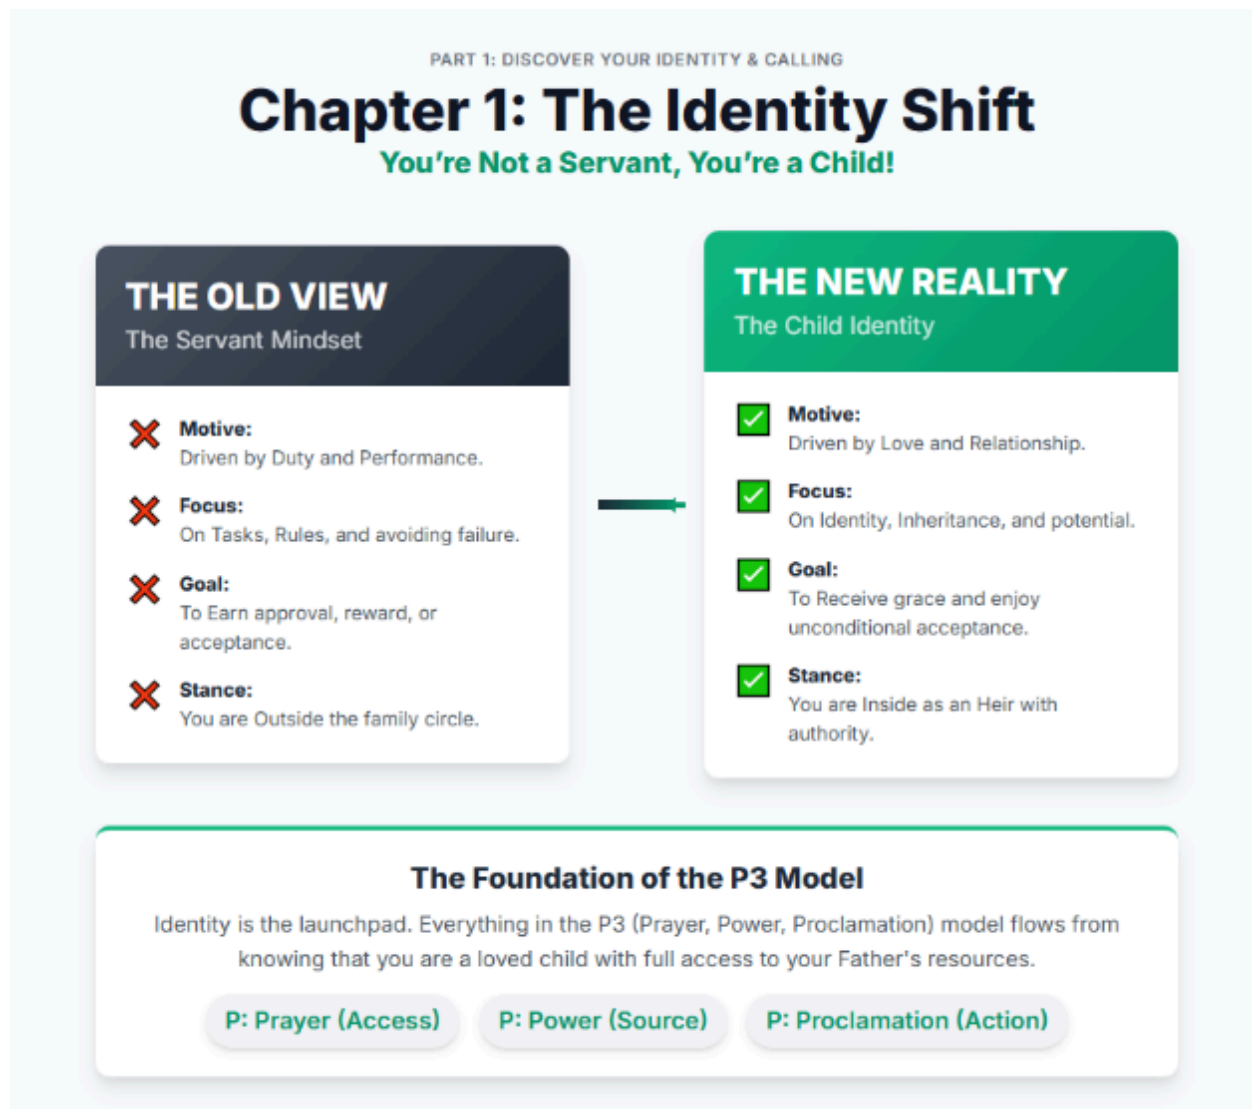 PART 1: DISCOVER YOUR IDENTITY & CALLING
Chapter 1: The Identity Shift
You’re Not a Servant, You’re a Child!
THE OLD VIEW
The Servant Mindset
Motive:
Driven by Duty and Performance.
Focus:
On Tasks, Rules, and avoiding failure.
Goal:
To Earn approval, reward, or
acceptance.
Stance:
You are Outside the family circle.
THE NEW REALITY
The Child Identity
Motive:
Driven by Love and Relationship.
Focus:
On Identity, Inheritance, and potential.
Goal:
To Receive grace and enjoy
unconditional acceptance.
Stance:
You are Inside as an Heir with
authority.
The Foundation of the P3 Model
Identity is the launchpad. Everything in the P3 (Prayer, Power, Proclamation) model flows from
knowing that you are a loved child with full access to your Father's resources.
P: Prayer (Access)
P: Power (Source)
P: Proclamation (Action)